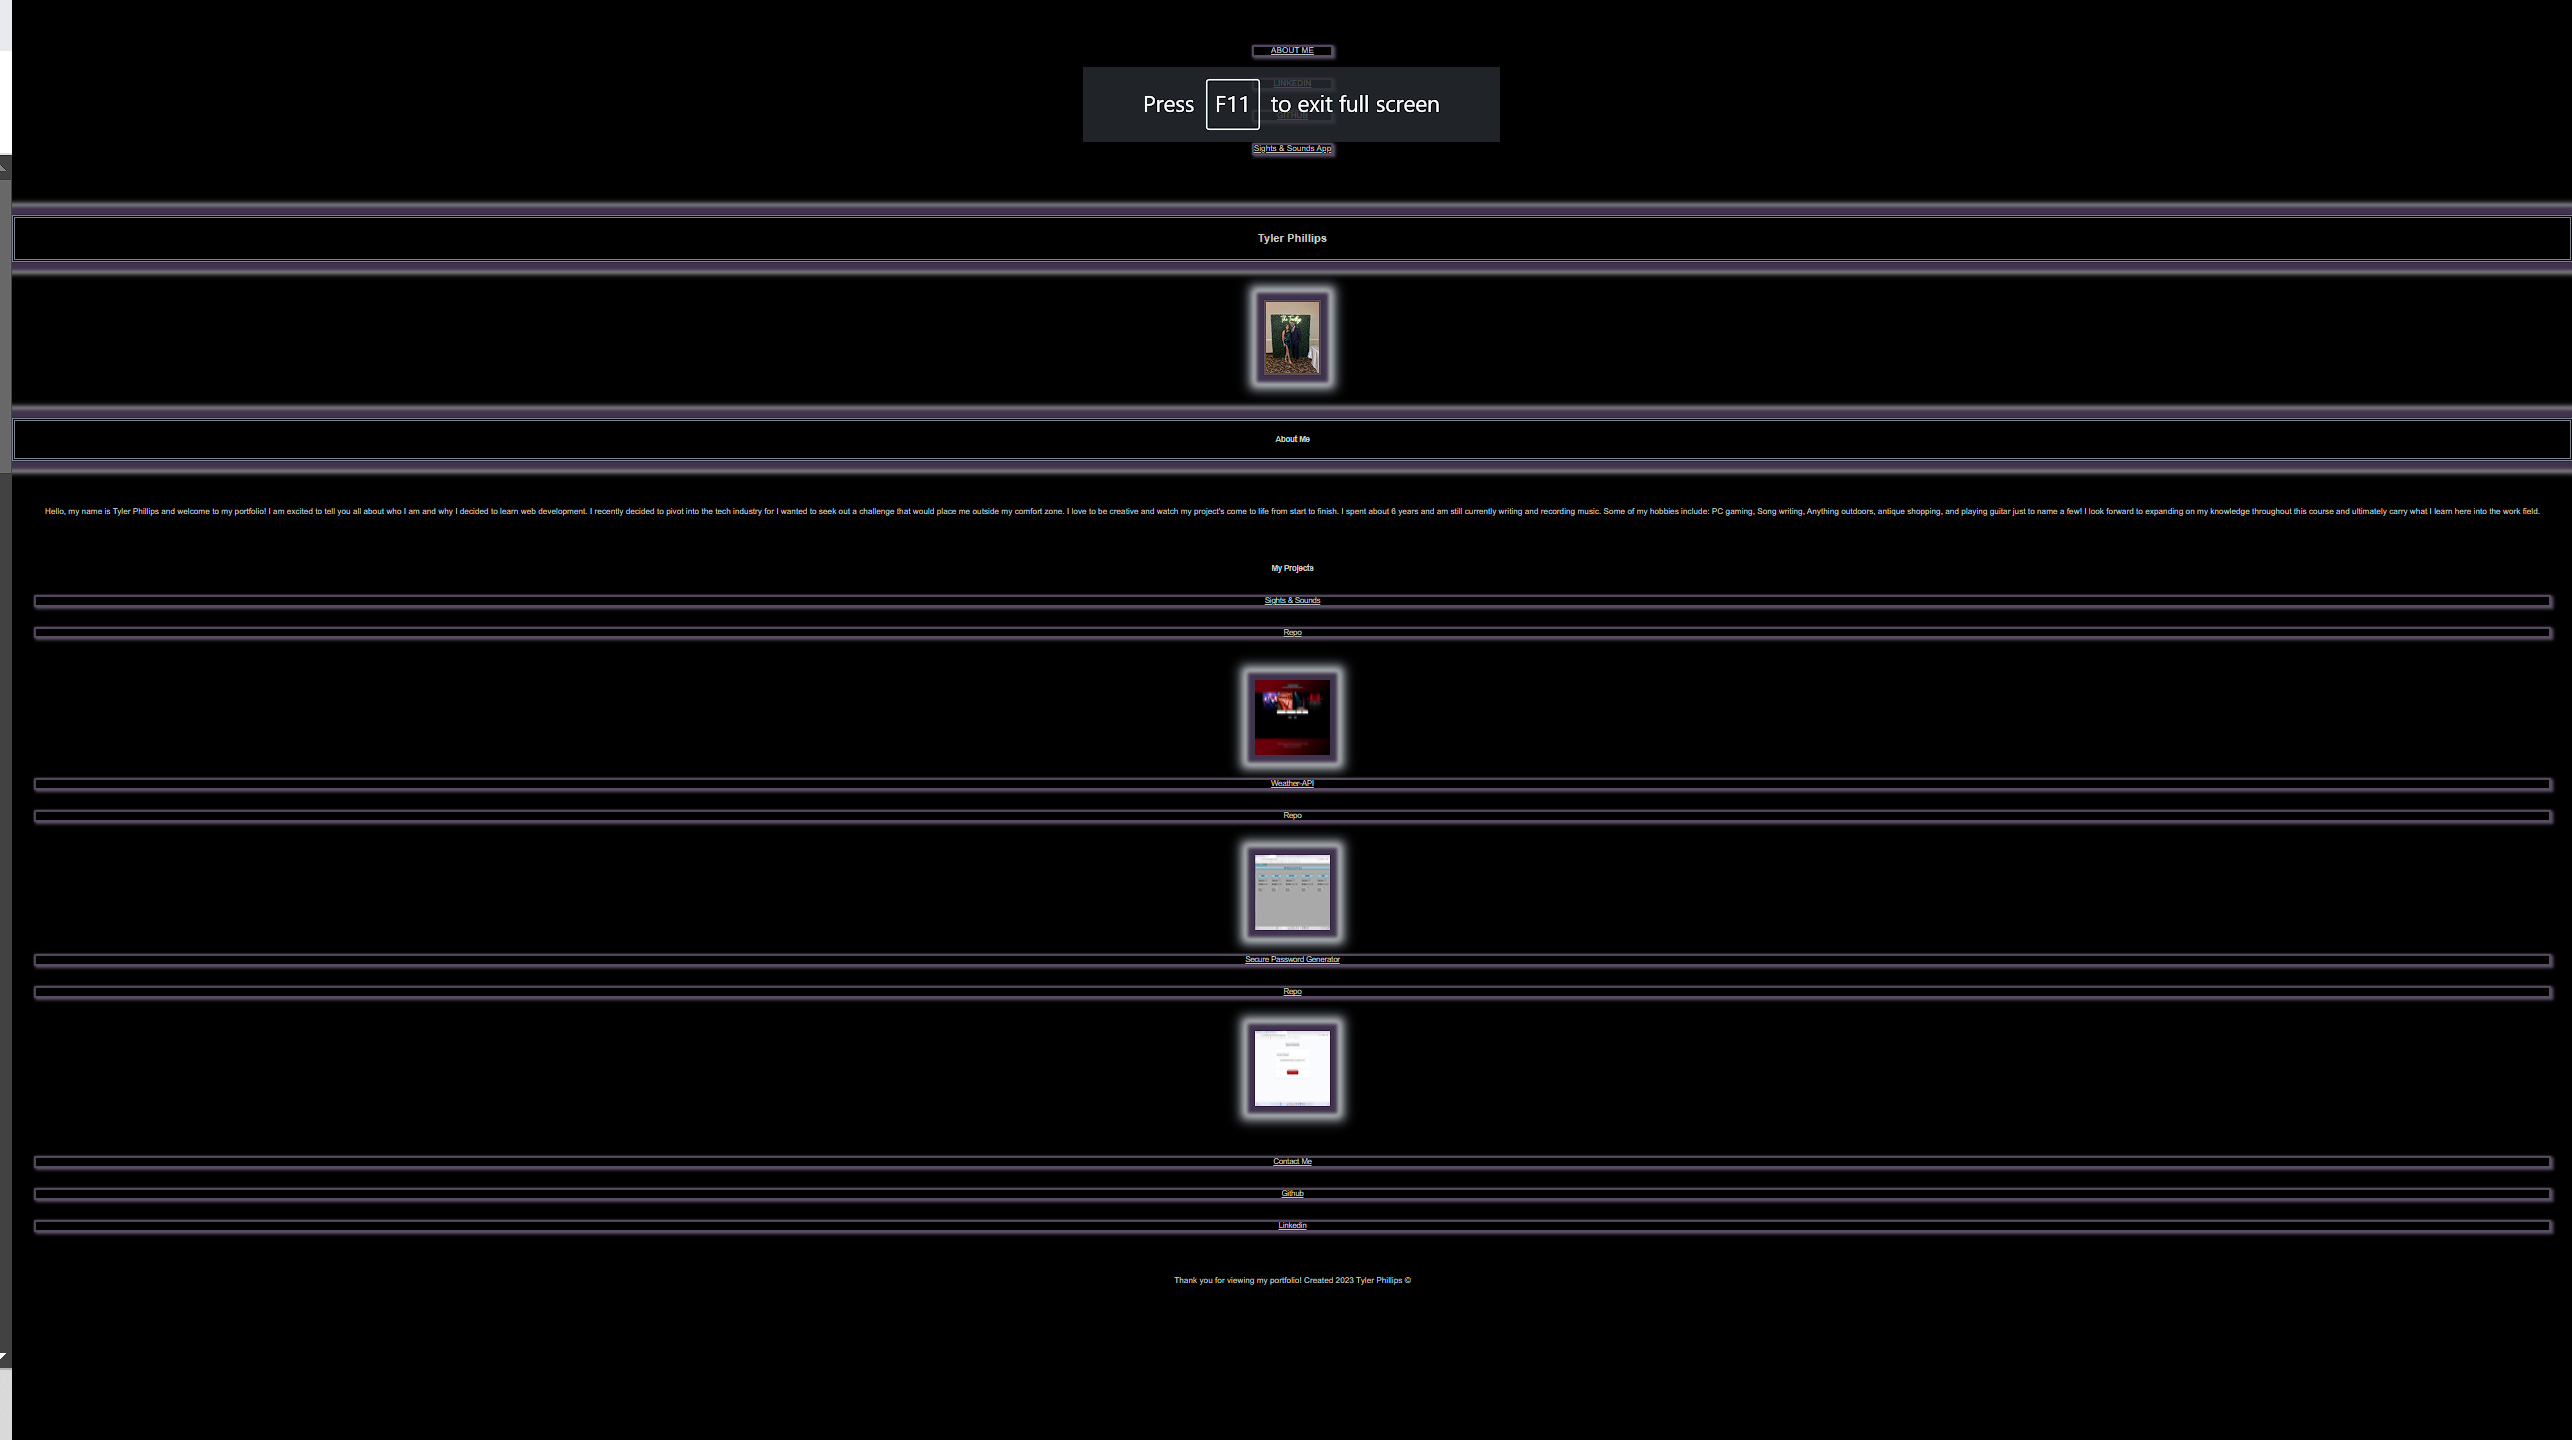 ABOUT ME
LINKEDIN
Press F11 to exit full screen
GITHUB
Sights & Sounds App
Tyler Phillips
About Me
Hello, my name is Tyler Phillips and welcome to my portfolio! I am excited to tell you all about who I am and why I decided to learn web development. I recently decided to pivot into the tech industry for I wanted to seek out a challenge that would place me outside my comfort zone. I love to be creative and watch my project's come to life from start to finish. I spent about 6 years and am still currently writing and recording music. Some of my hobbies include: PC gaming, Song writing, Anything outdoors, antique shopping, and playing guitar just to name a few! I look forward to expanding on my knowledge throughout this course and ultimately carry what I learn here into the work field.
My Projects
Sights & Sounds
Repo
Weather-API
Repo
Secure Password Generator
Repo
Contact Me
Github
Linkedin
Thank you for viewing my portfolio! Created 2023 Tyler Phillips ©